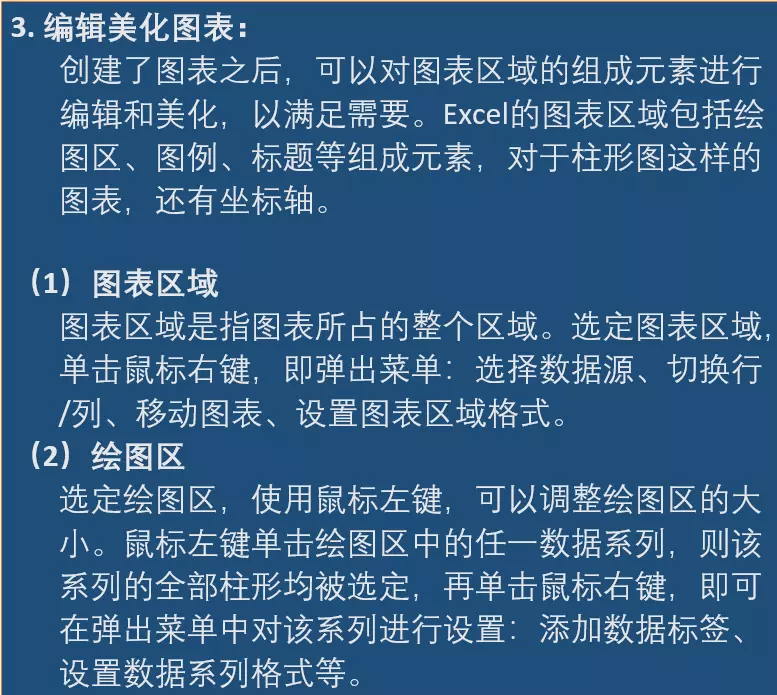 3. 编辑美化图表：
创建了图表之后，可以对图表区域的组成元素进行
编辑和美化，以满足需要。Excel的图表区域包括绘
图区、图例、标题等组成元素，对于柱形图这样的
图表，还有坐标轴。
（1）图表区域
图表区域是指图表所占的整个区域。选定图表区域，
单击鼠标右键，即弹出菜单：选择数据源、切换行
/列、移动图表、设置图表区域格式。
（2）绘图区
选定绘图区，使用鼠标左键，可以调整绘图区的大
小。鼠标左键单击绘图区中的任一数据系列，则该
系列的全部柱形均被选定，再单击鼠标右键，即可
在弹出菜单中对该系列进行设置：添加数据标签、
设置数据系列格式等。